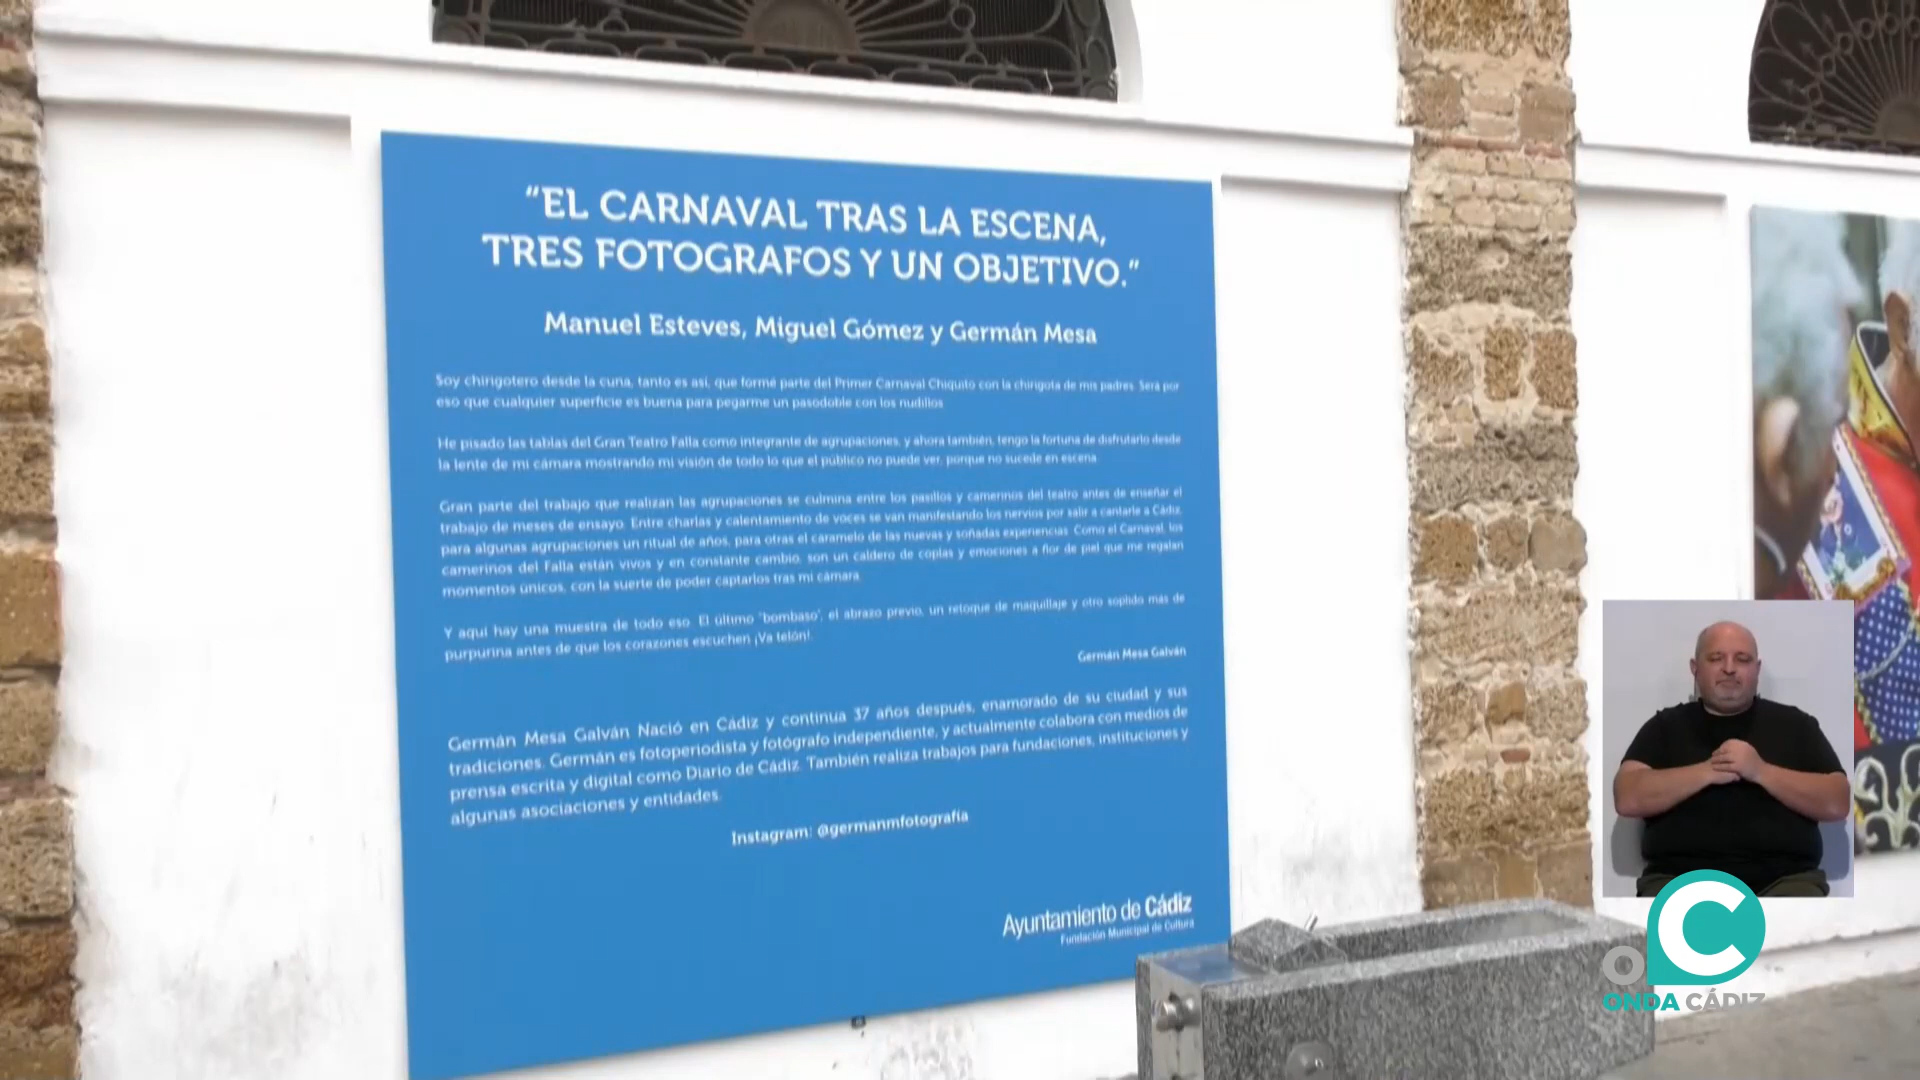 “EL CARNAVAL TRAS LA ESCENA,
TRES FOTOGRAFOS Y UN OBJETIVO.”
Manuel Esteves, Miguel Gómez y Germán Mesa
Soy chirigotero desde la cuna, tanto es así, que formé parte del Primer Carnaval Chiquito con la chirigota de mis padres. Será por
eso que cualquier superficie es buena para pegarme un pasodoble con los nudillos
He pisado las tablas del Gran Teatro Falla como integrante de agrupaciones, y ahora también, tengo la fortuna de disfrutarlo desde
la lente de mi cámara mostrando mi visión de todo lo que el público no puede ver, porque no sucede en escena.
Gran parte del trabajo que realizan las agrupaciones se culmina entre los pasillos y camerinos del teatro antes de enseñar el
trabajo de meses de ensayo. Entre charlas y calentamiento de voces se van manifestando los nervios por salir a cantarle a Cádiz,
para algunas agrupaciones un ritual de años, para otras el caramelo de las nuevas y soñadas experiencias. Como el Carnaval, los
camerinos del Falla están vivos y en constante cambio, son un caldero de coplas y emociones a flor de piel que me regalan
momentos únicos, con la suerte de poder captarlos tras mi cámara.
Y aquí hay una muestra de todo eso. El último “bombaso”, el abrazo previo, un retoque de maquillaje y otro soplido más de
purpurina antes de que los corazones escuchen ¡Va telón!.
Germán Mesa Galván
Germán Mesa Galván Nació en Cádiz y continua 37 años después, enamorado de su ciudad y sus
tradiciones. Germán es fotoperiodista y fotógrafo independiente, y actualmente colabora con medios de
prensa escrita y digital como Diario de Cádiz. También realiza trabajos para fundaciones, instituciones y
algunas asociaciones y entidades.
Instagram: @germanmfotografía
Ayuntamiento de Cádiz
Fundación Municipal de Cultura
O C
ONDA CÁDIZ